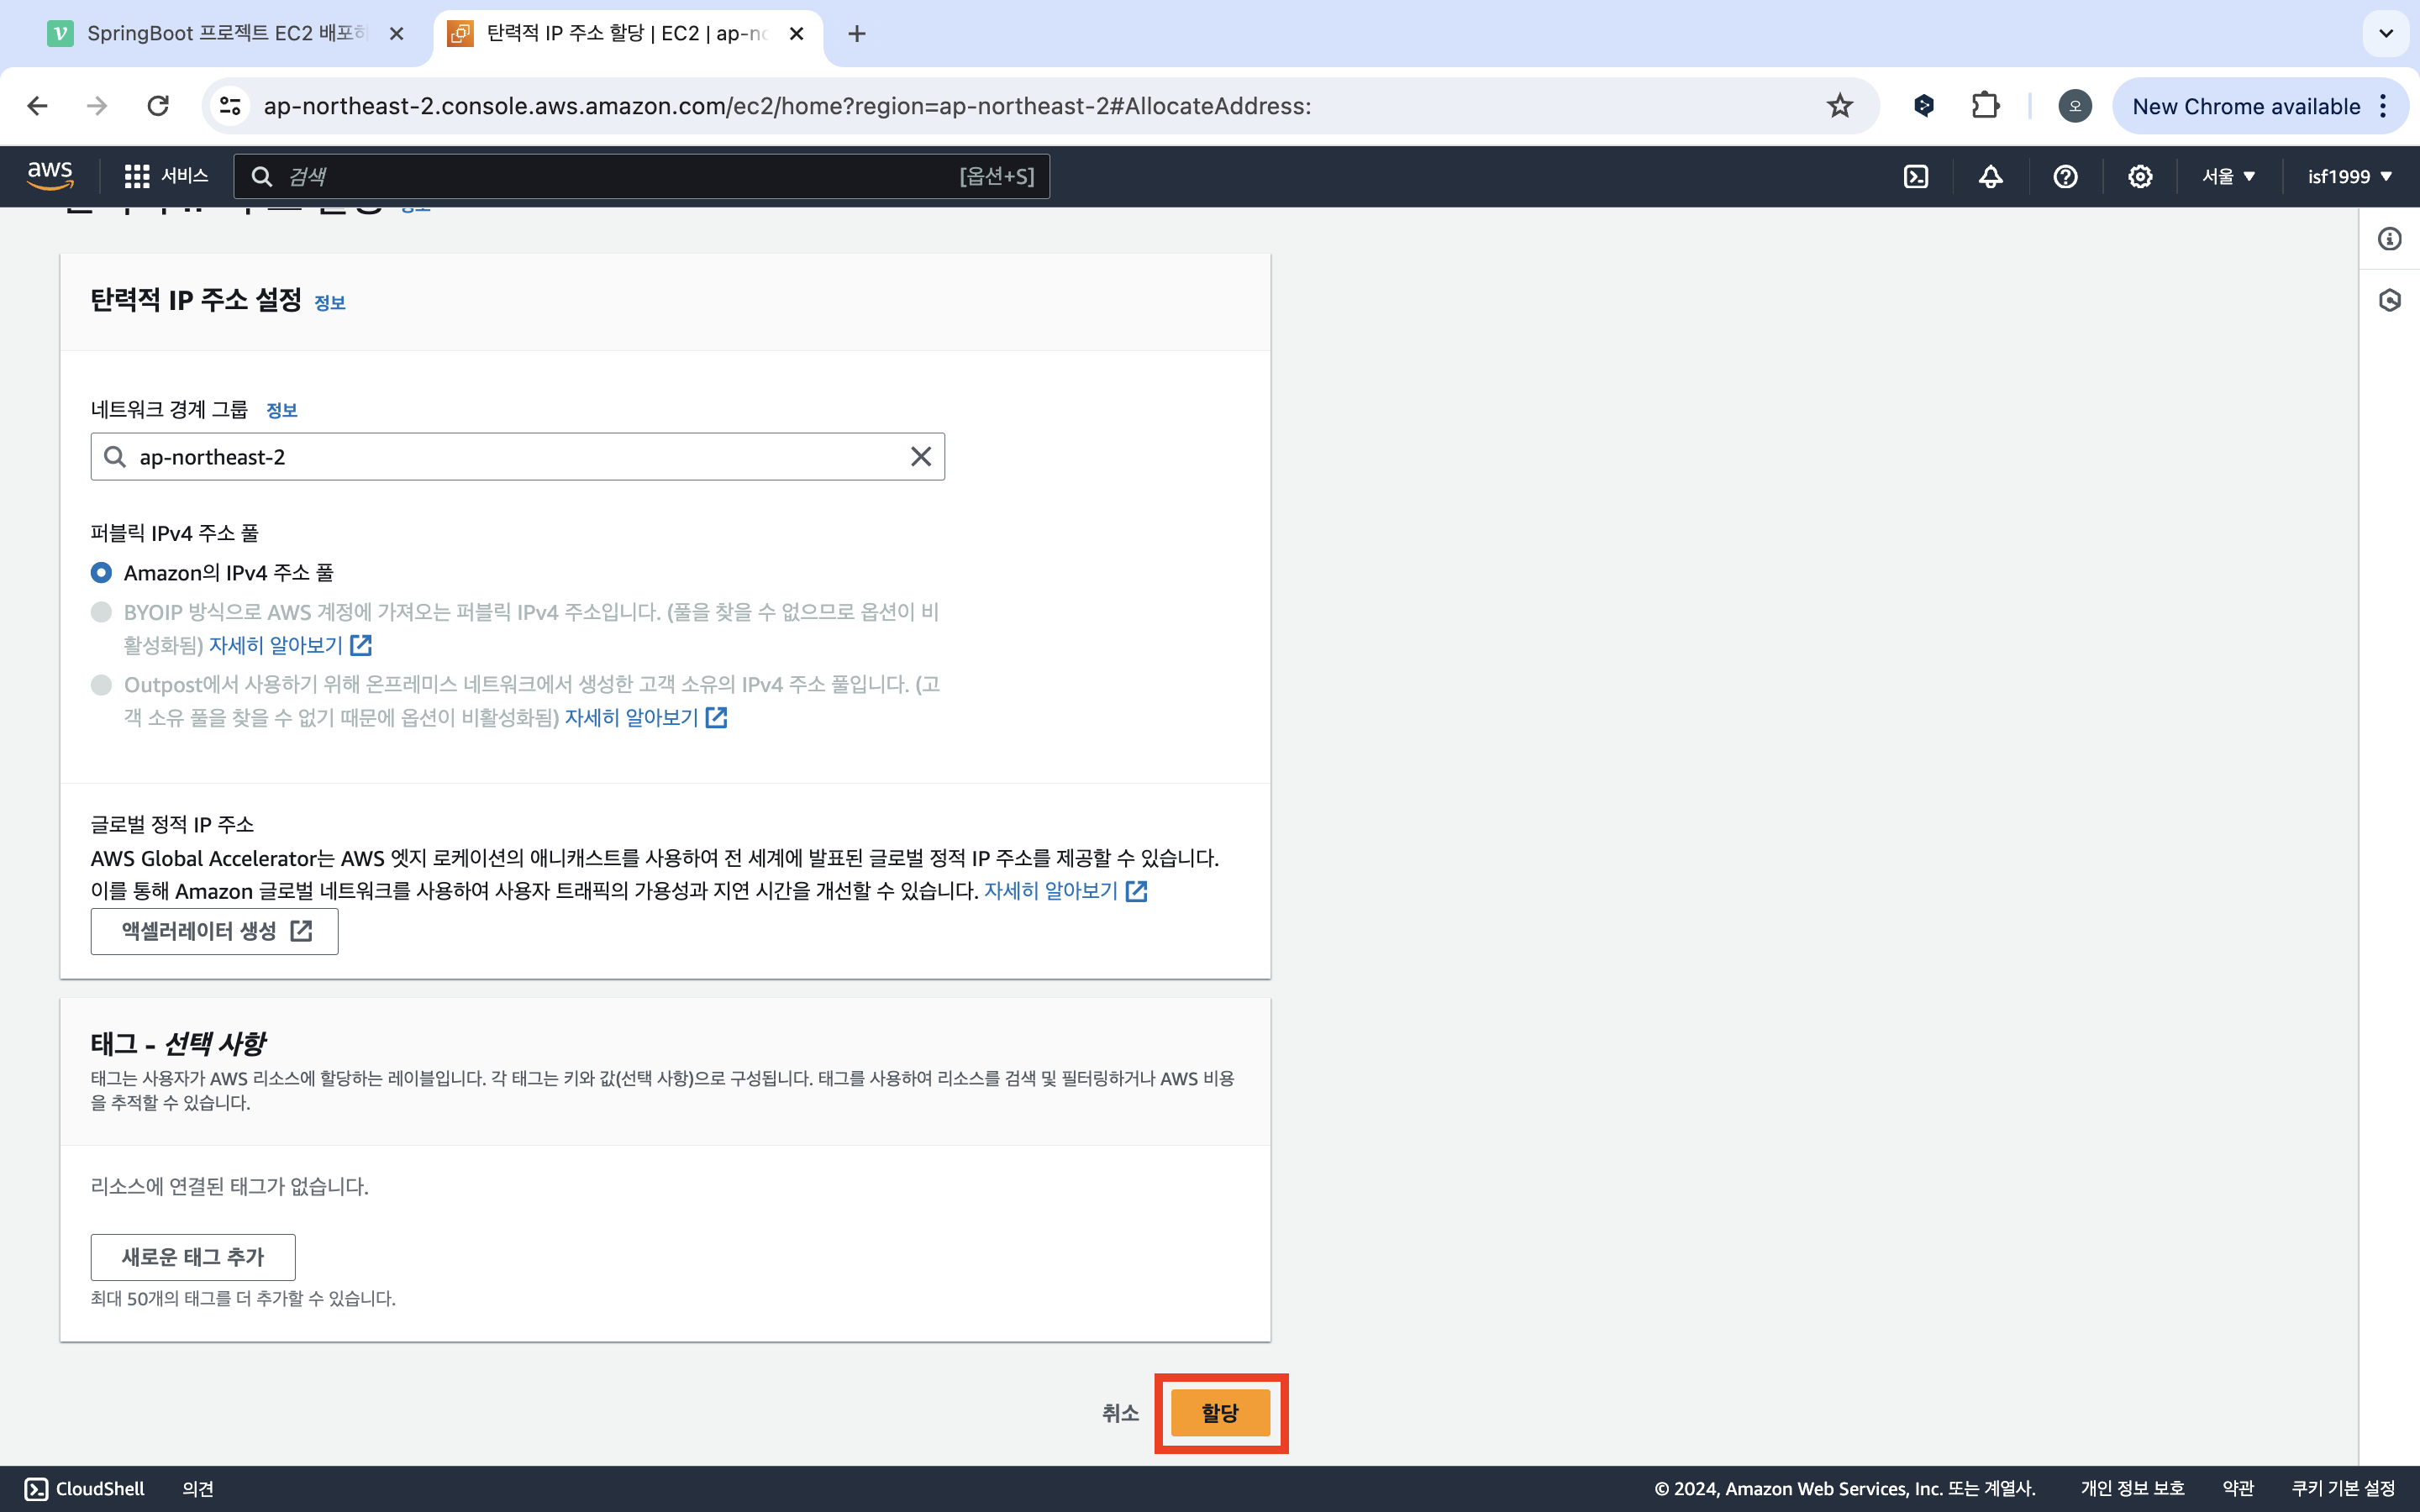 SpringBoot 프로젝트 EC2 배포하
탄력적 IP 주소 할당 | EC2 | ap-no
ap-northeast-2.console.aws.amazon.com/ec2/home?region=ap-northeast-2#AllocateAddress:
오
New Chrome available
aws
서비스
검색
[옵션+S]
서울
isf1999
탄력적 IP 주소 할당 정보
탄력적 IP 주소 설정 정보
네트워크 경계 그룹 정보
ap-northeast-2
퍼블릭 IPv4 주소 풀
Amazon의 IPv4 주소 풀
BYOIP 방식으로 AWS 계정에 가져오는 퍼블릭 IPv4 주소입니다. (풀을 찾을 수 없으므로 옵션이 비
활성화됨) 자세히 알아보기
Outpost에서 사용하기 위해 온프레미스 네트워크에서 생성한 고객 소유의 IPv4 주소 풀입니다. (고
객 소유 풀을 찾을 수 없기 때문에 옵션이 비활성화됨) 자세히 알아보기
글로벌 정적 IP 주소
AWS Global Accelerator는 AWS 엣지 로케이션의 애니캐스트를 사용하여 전 세계에 발표된 글로벌 정적 IP 주소를 제공할 수 있습니다.
이를 통해 Amazon 글로벌 네트워크를 사용하여 사용자 트래픽의 가용성과 지연 시간을 개선할 수 있습니다. 자세히 알아보기
액셀러레이터 생성
태그 - 선택 사항
태그는 사용자가 AWS 리소스에 할당하는 레이블입니다. 각 태그는 키와 값(선택 사항)으로 구성됩니다. 태그를 사용하여 리소스를 검색 및 필터링하거나 AWS 비용
을 추적할 수 있습니다.
리소스에 연결된 태그가 없습니다.
새로운 태그 추가
최대 50개의 태그를 더 추가할 수 있습니다.
취소
할당
CloudShell
의견
© 2024, Amazon Web Services, Inc. 또는 계열사.
개인 정보 보호
약관
쿠키 기본 설정